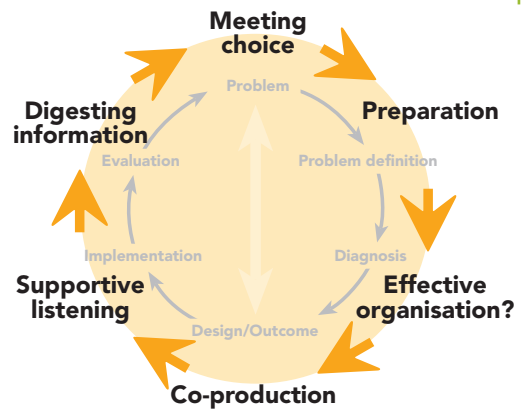 Meeting
choice
Problem
Digesting
information
Preparation
Evaluation
Problem definition
Implementation
Diagnosis
Supportive
listening
Effective
organisation?
Design/Outcome
Co-production